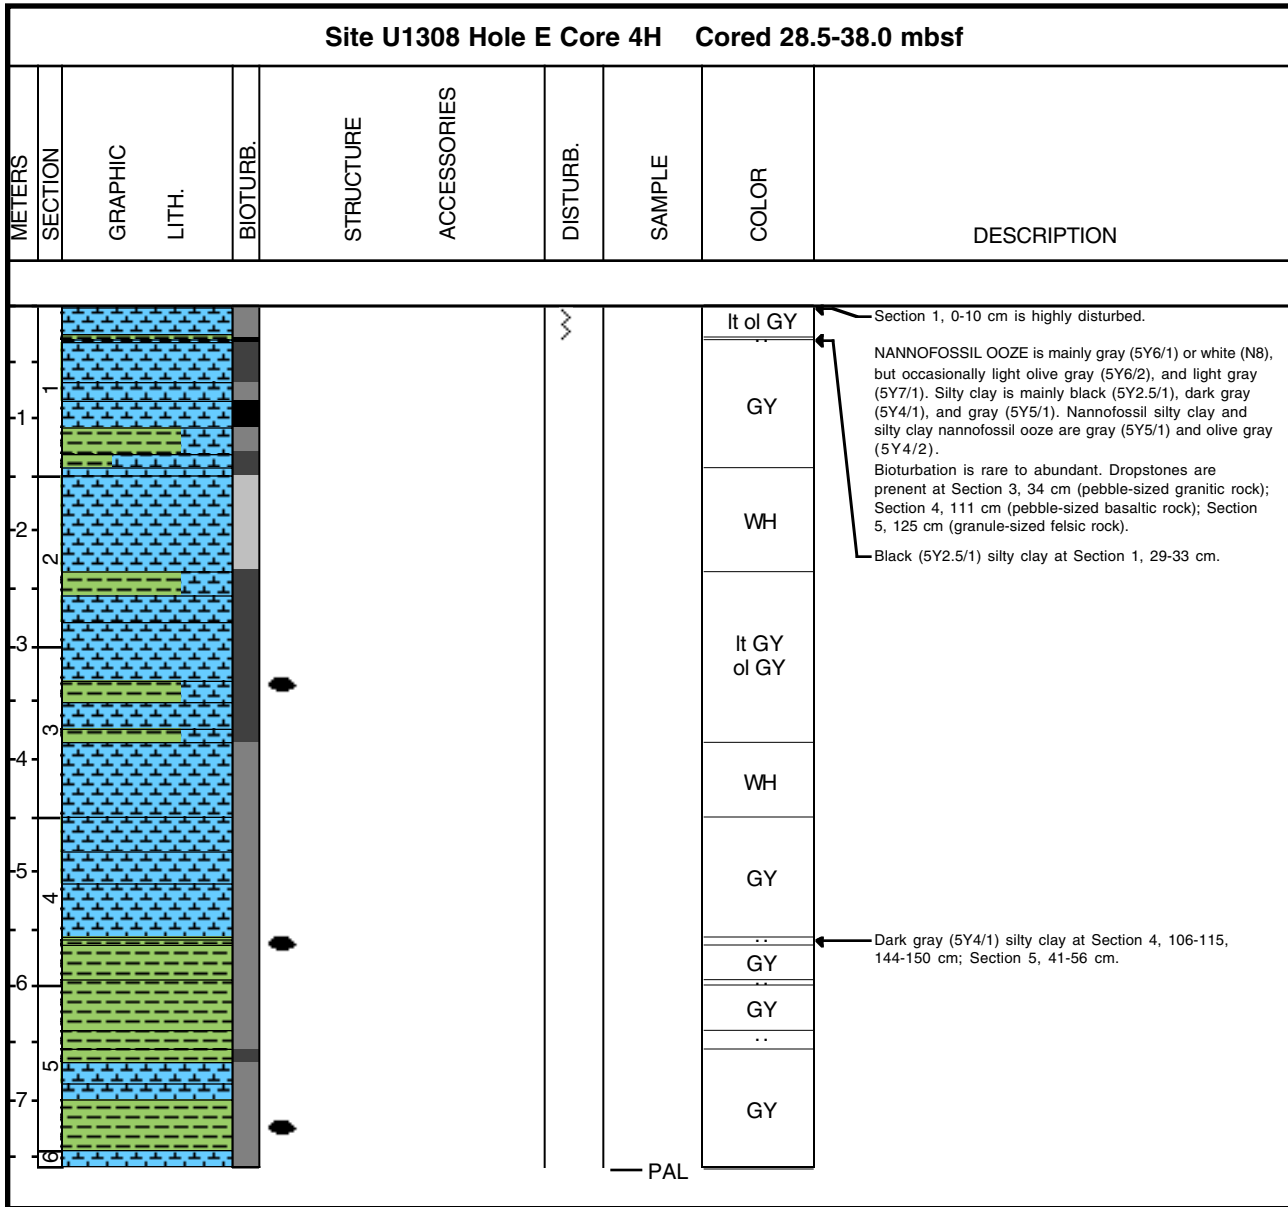 Site U1308 Hole E Core 4H Cored 28.5-38.0 mbsf
METERS
SECTION
GRAPHIC
LITH.
BIOTURB.
STRUCTURE
ACCESSORIES
DISTURB.
SAMPLE
COLOR
DESCRIPTION
lt ol GY
Section 1, 0-10 cm is highly disturbed.
NANNOFOSSIL OOZE is mainly gray (5Y6/1) or white (N8),
but occasionally light olive gray (5Y6/2), and light gray
(5Y7/1). Silty clay is mainly black (5Y2.5/1), dark gray
(5Y4/1), and gray (5Y5/1). Nannofossil silty clay and
silty clay nannofossil ooze are gray (5Y5/1) and olive gray
(5Y4/2).
Bioturbation is rare to abundant. Dropstones are
prenent at Section 3, 34 cm (pebble-sized granitic rock);
Section 4, 111 cm (pebble-sized basaltic rock); Section
5, 125 cm (granule-sized felsic rock).
Black (5Y2.5/1) silty clay at Section 1, 29-33 cm.
1
1
GY
2
2
WH
3
lt GY
ol GY
3
4
WH
5
4
GY
Dark gray (5Y4/1) silty clay at Section 4, 106-115,
144-150 cm; Section 5, 41-56 cm.
GY
6
GY
5
7
GY
6
PAL